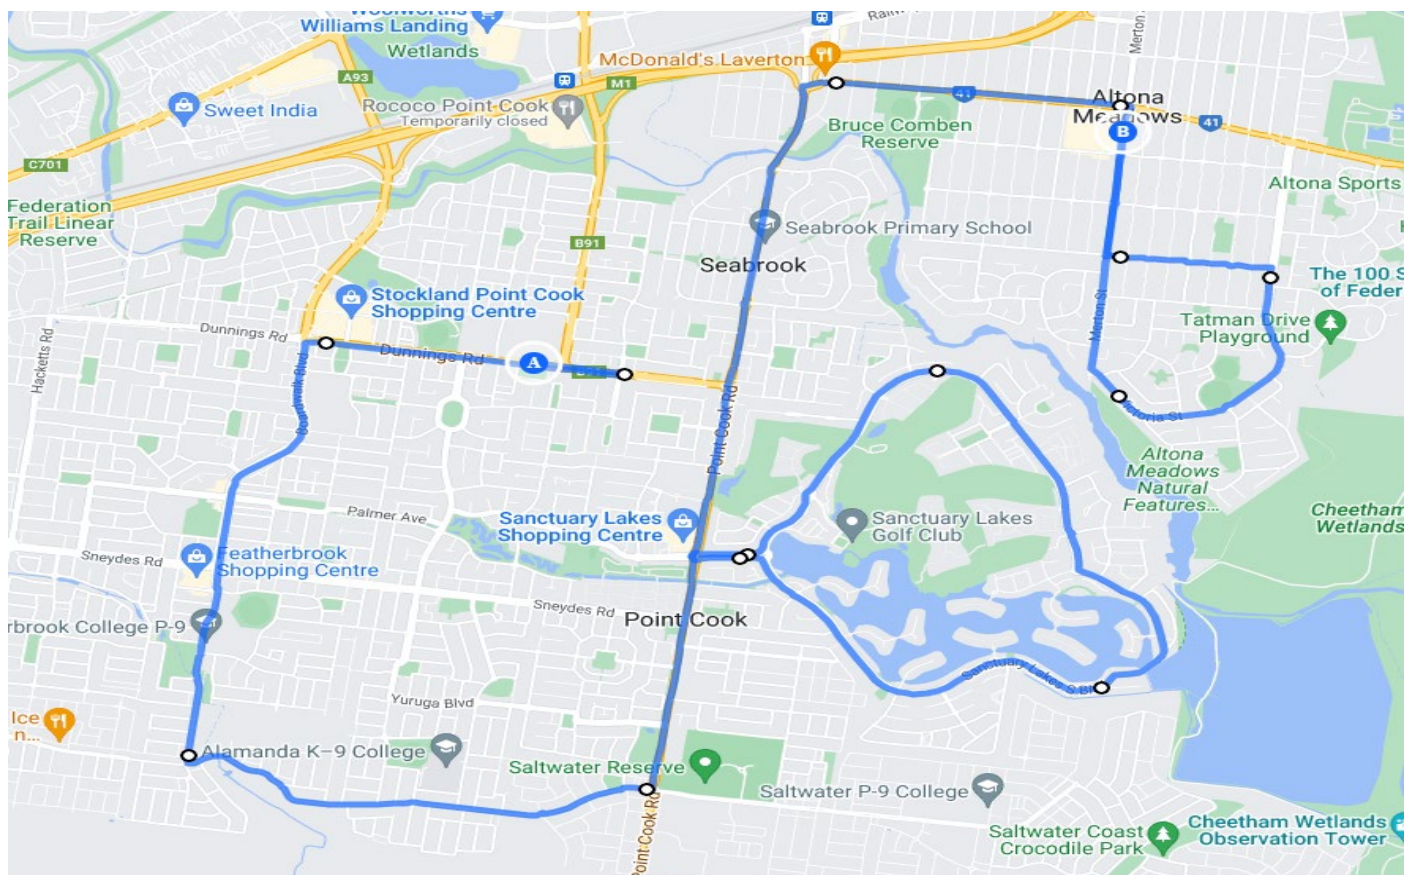 Woolworths
Williams Landing
Wetlands
A93
Sweet India
C701
Federation
Trail Linear
Reserve
McDonald's Laverton
M1
Rococo Point Cook
Temporarily closed
Merton
41
Altona
Meadows
B
41
Bruce Comben
Reserve
Altona Sports
B91
Seabrook Primary School
Seabrook
Stockland Point Cook
Shopping Centre
Dunnings Rd
Dunnings Rd
A
Hacketts Rd
Boardwalk Blvd
Point Cook Rd
Merton St
The 100 S
of Feder
Tatman Drive
Playground
Victoria St
Altona
Meadows
Natural
Features...
Cheetham
Wetlands
Palmer Ave
Sanctuary Lakes
Shopping Centre
Sanctuary Lakes
Golf Club
Sneydes Rd
Featherbrook
Shopping Centre
Sneydes Rd
Point Cook
rbrook College P-9
Sanctuary Lakes S Bl
Yuruga Blvd
Ice
n...
Alamanda K–9 College
Saltwater Reserve
Saltwater P-9 College
Point Cook Rd
Saltwater Coast
Crocodile Park
Cheetham Wetlands
Observation Tower